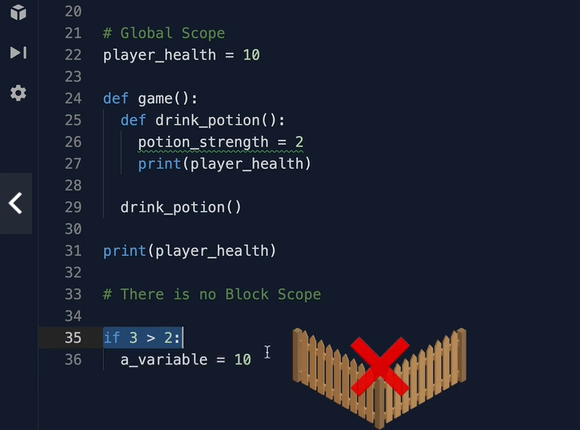 20
21 # Global Scope
22 player_health = 10
23
24 def game():
25   def drink_potion():
26     potion_strength = 2
27     print(player_health)
28
29   drink_potion()
30
31 print(player_health)
32
33 # There is no Block Scope
34
35 if 3 > 2:
36   a_variable = 10